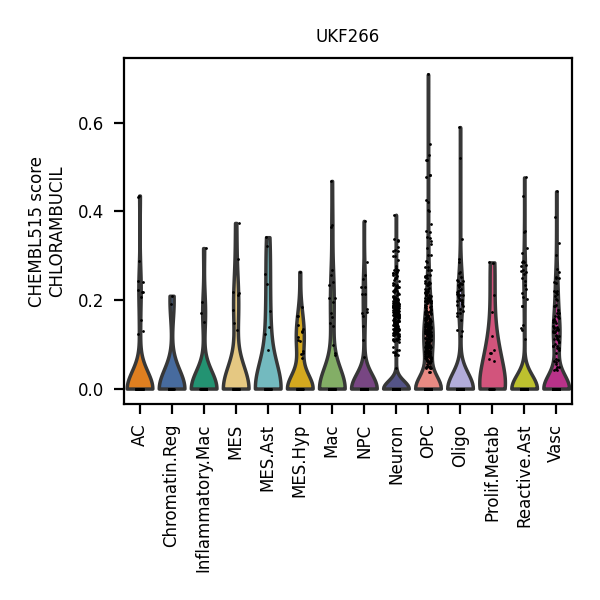 UKF266
CHEMBL515 score
CHLORAMBUCIL
0.6
0.4
0.2
0.0
AC
Chromatin.Reg
Inflammatory.Mac
MES
MES.Ast
MES.Hyp
Mac
NPC
Neuron
OPC
Oligo
Prolif.Metab
Reactive.Ast
Vasc